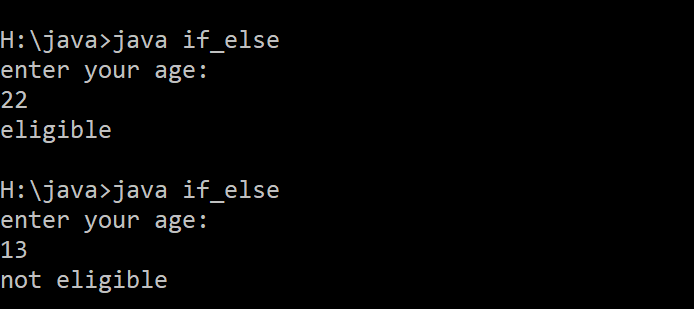 H:\java>java if_else
enter your age:
22
eligible
H:\java>java if_else
enter your age:
13
not eligible